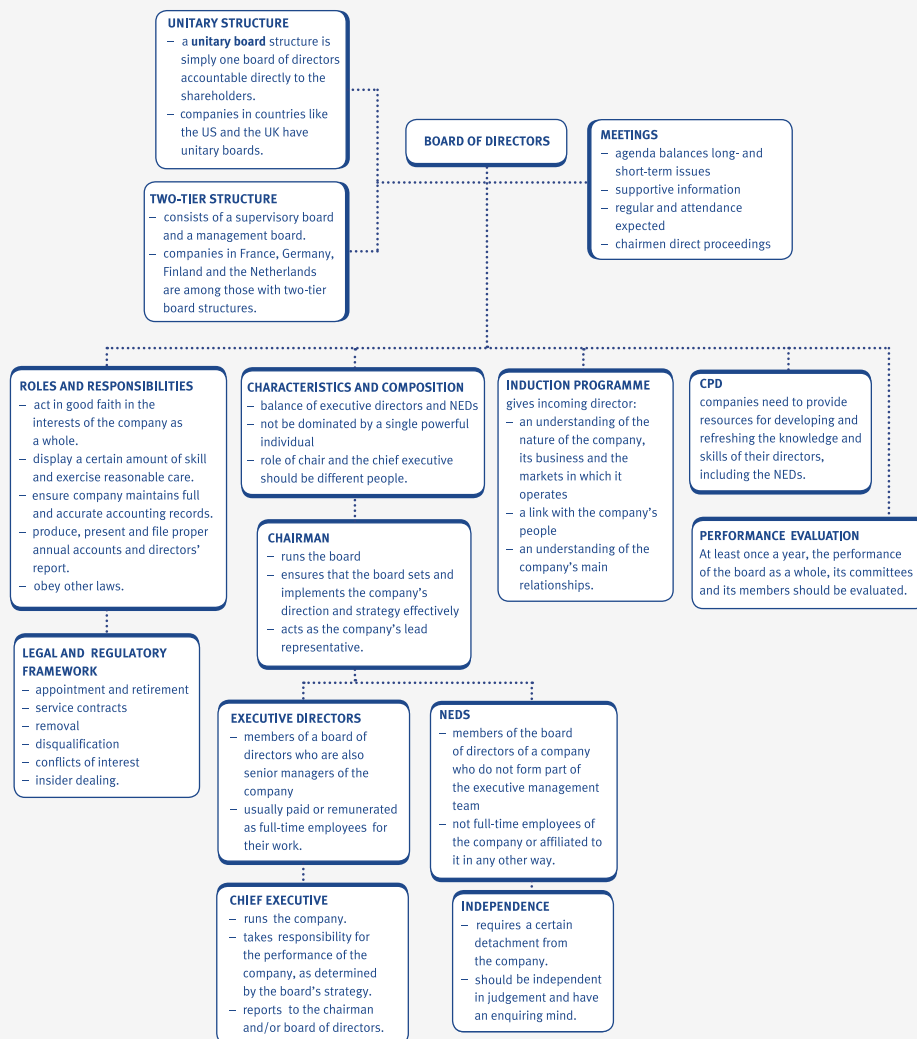 UNITARY STRUCTURE
– a unitary board structure is
simply one board of directors
accountable directly to the
shareholders.
– companies in countries like
the US and the UK have
unitary boards.
BOARD OF DIRECTORS
MEETINGS
– agenda balances long- and
short-term issues
– supportive information
– regular and attendance
expected
– chairmen direct proceedings
TWO-TIER STRUCTURE
– consists of a supervisory board
and a management board.
– companies in France, Germany,
Finland and the Netherlands
are among those with two-tier
board structures.
ROLES AND RESPONSIBILITIES
– act in good faith in the
interests of the company as
a whole.
– display a certain amount of skill
and exercise reasonable care.
– ensure company maintains full
and accurate accounting records.
– produce, present and file proper
annual accounts and directors’
report.
– obey other laws.
CHARACTERISTICS AND COMPOSITION
– balance of executive directors and NEDs
– not be dominated by a single powerful
individual
– role of chair and the chief executive
should be different people.
INDUCTION PROGRAMME
gives incoming director:
– an understanding of the
nature of the company,
its business and the
markets in which it
operates
– a link with the company’s
people
– an understanding of the
company’s main
relationships.
CPD
companies need to provide
resources for developing and
refreshing the knowledge and
skills of their directors,
including the NEDs.
PERFORMANCE EVALUATION
At least once a year, the performance
of the board as a whole, its committees
and its members should be evaluated.
CHAIRMAN
– runs the board
– ensures that the board sets and
implements the company’s
direction and strategy effectively
– acts as the company’s lead
representative.
LEGAL AND REGULATORY
FRAMEWORK
– appointment and retirement
– service contracts
– removal
– disqualification
– conflicts of interest
– insider dealing.
EXECUTIVE DIRECTORS
– members of a board of
directors who are also
senior managers of the
company
– usually paid or remunerated
as full-time employees for
their work.
NEDS
– members of the board
of directors of a company
who do not form part of
the executive management
team
– not full-time employees of
the company or affiliated to
it in any other way.
CHIEF EXECUTIVE
– runs the company.
– takes responsibility for
the performance of the
company, as determined
by the board’s strategy.
– reports to the chairman
and/or board of directors.
INDEPENDENCE
– requires a certain
detachment from
the company.
– should be independent
in judgement and have
an enquiring mind.